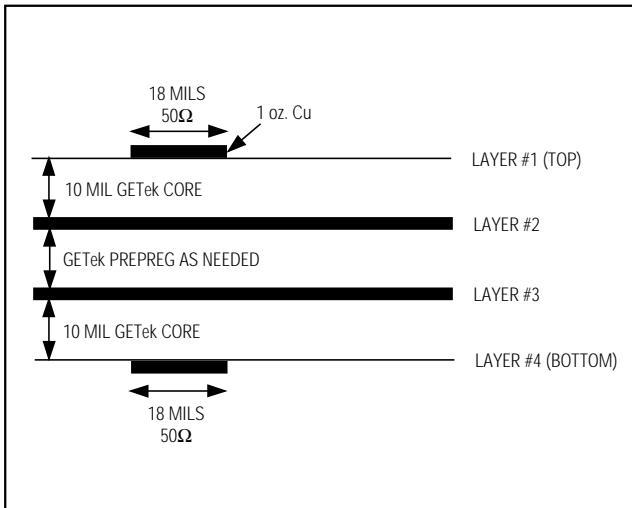 18 MILS
50Ω
1 oz. Cu
LAYER #1 (TOP)
10 MIL GETek CORE
LAYER #2
GETek PREPREG AS NEEDED
LAYER #3
10 MIL GETek CORE
LAYER #4 (BOTTOM)
18 MILS
50Ω